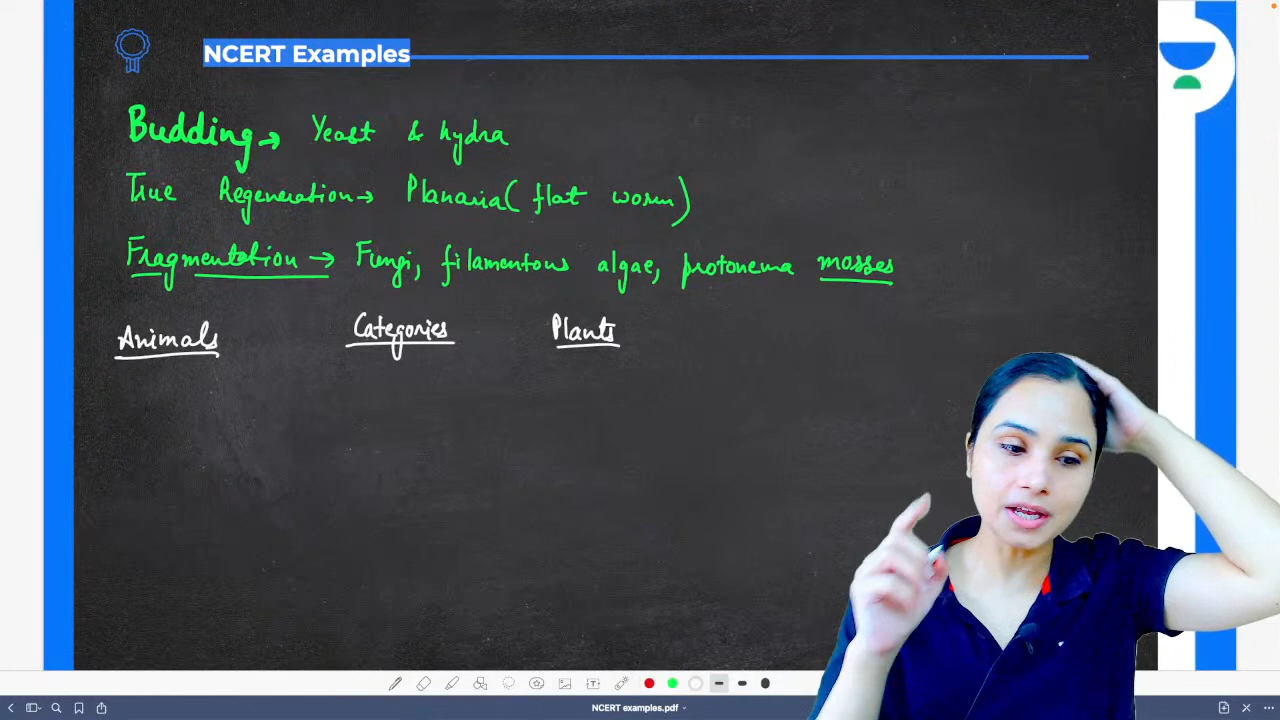 NCERT Examples
Budding → Yeast & hydra
True Regeneration → Planaria (flat worm)
Fragmentation → Fungi, filamentous algae, protonema mosses
Animals Categories Plants
NCERT examples.pdf